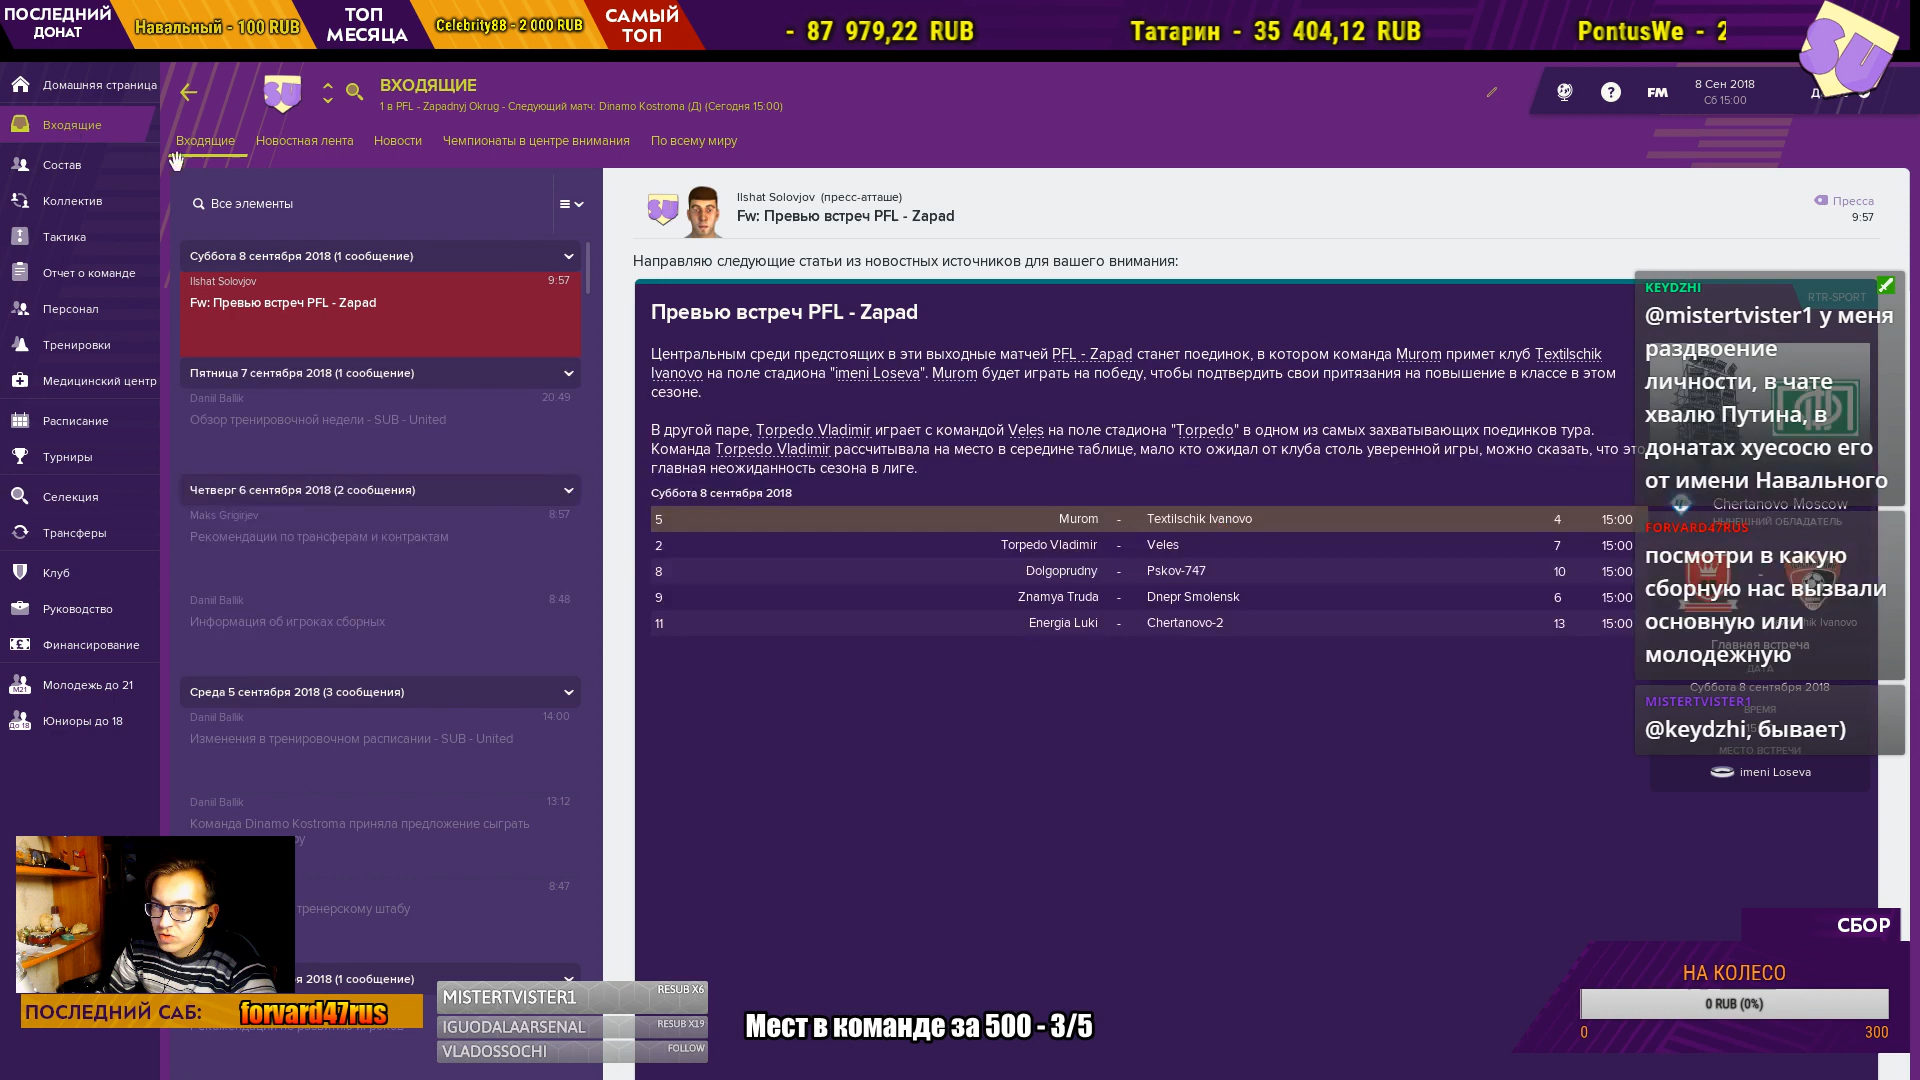 ПОСЛЕДНИЙ
ДОНАТ
Навальный - 100 RUB
ТОП
МЕСЯЦА
Celebrity88 - 2 000 RUB
САМЫЙ
ТОП
- 87 979,22 RUB
Татарин - 35 404,12 RUB
PontusWe - 2
SU
Домашняя страница
Входящие
Состав
Коллектив
Тактика
Отчет о команде
Персонал
Тренировки
Медицинский центр
Расписание
Турниры
Селекция
Трансферы
Клуб
Руководство
Финансирование
Молодежь до 21
Юниоры до 18
ВХОДЯЩИЕ
1 в PFL - Zapadnyj Okrug - Следующий матч: Dinamo Kostroma (Д) (Сегодня 15:00)
FM
8 Сен 2018
Сб 15:00
Входящие
Новостная лента
Новости
Чемпионаты в центре внимания
По всему миру
Все элементы
Суббота 8 сентября 2018 (1 сообщение)
Ilshat Solovjov 9:57
Fw: Превью встреч PFL - Zapad
Пятница 7 сентября 2018 (1 сообщение)
Daniil Ballik 20:49
Обзор тренировочной недели - SUB - United
Четверг 6 сентября 2018 (2 сообщения)
Maks Grigirjev 8:57
Рекомендации по трансферам и контрактам
Daniil Ballik 8:48
Информация об игроках сборных
Среда 5 сентября 2018 (3 сообщения)
Daniil Ballik 14:00
Изменения в тренировочном расписании - SUB - United
Daniil Ballik 13:12
Команда Dinamo Kostroma приняла предложение сыграть
8:47
тренерскому штабу
2018 (1 сообщение)
Ilshat Solovjov (пресс-атташе)
Fw: Превью встреч PFL - Zapad
Пресса
9:57
Направляю следующие статьи из новостных источников для вашего внимания:
Превью встреч PFL - Zapad
RTR-SPORT
Центральным среди предстоящих в эти выходные матчей PFL - Zapad станет поединок, в котором команда Murom примет клуб Textilschik
Ivanovo на поле стадиона "imeni Loseva". Murom будет играть на победу, чтобы подтвердить свои притязания на повышение в классе в этом
сезоне.
В другой паре, Torpedo Vladimir играет с командой Veles на поле стадиона "Torpedo" в одном из самых захватывающих поединков тура.
Команда Torpedo Vladimir рассчитывала на место в середине таблице, мало кто ожидал от клуба столь уверенной игры, можно сказать, что это
главная неожиданность сезона в лиге.
Суббота 8 сентября 2018
5 Murom - Textilschik Ivanovo 4 15:00
2 Torpedo Vladimir - Veles 7 15:00
8 Dolgoprudny - Pskov-747 10 15:00
9 Znamya Truda - Dnepr Smolensk 6 15:00
11 Energia Luki - Chertanovo-2 13 15:00
KEYDZHI
@mistertvister1 у меня
раздвоение
личности, в чате
хвалю Путина, в
донатах хуесосю его
от имени Навального
Chertanovo Moscow
НЫНЕШНИЙ ОБЛАДАТЕЛЬ
FORVARD47RUS
посмотри в какую
сборную нас вызвали
основную или
молодежную
Главная встреча
ДАТА
Суббота 8 сентября 2018
MISTERTVISTER1
ВРЕМЯ
@keydzhi, бывает)
МЕСТО ВСТРЕЧИ
imeni Loseva
ПОСЛЕДНИЙ САБ: forvard47rus
MISTERTVISTER1 RESUB X6
IGUODALAARSENAL RESUB X19
VLADOSSOCHI FOLLOW
Мест в команде за 500 - 3/5
СБОР
НА КОЛЕСО
0 RUB (0%)
0 300